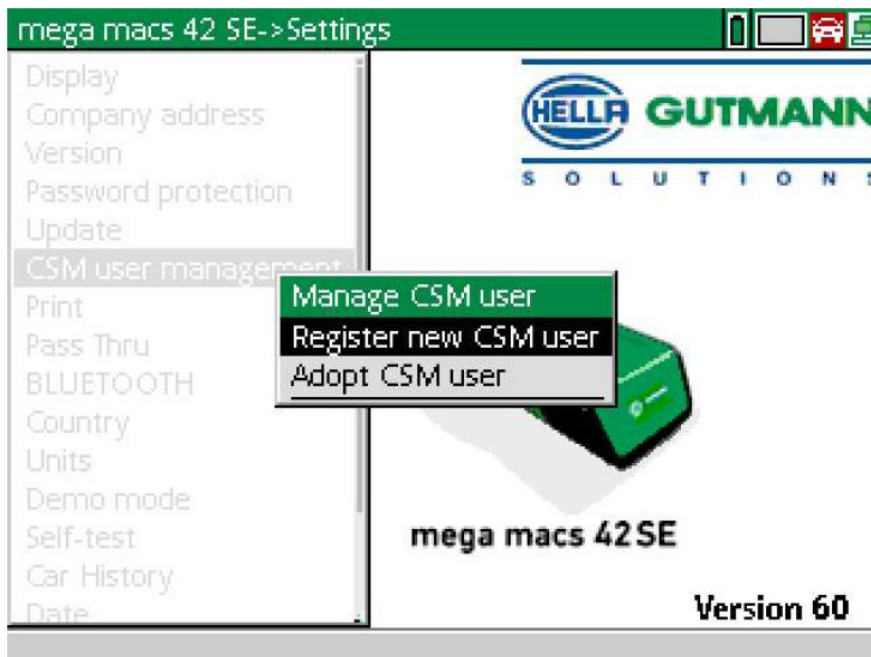 mega macs 42 SE->Settings
Display
Company address
Version
Password protection
Update
CSM user management
Print
Pass Thru
BLUETOOTH
Country
Units
Demo mode
Self-test
Car History
Date
Manage CSM user
Register new CSM user
Adopt CSM user
HELLA GUTMANN
SOLUTIONS
mega macs 42SE
Version 60